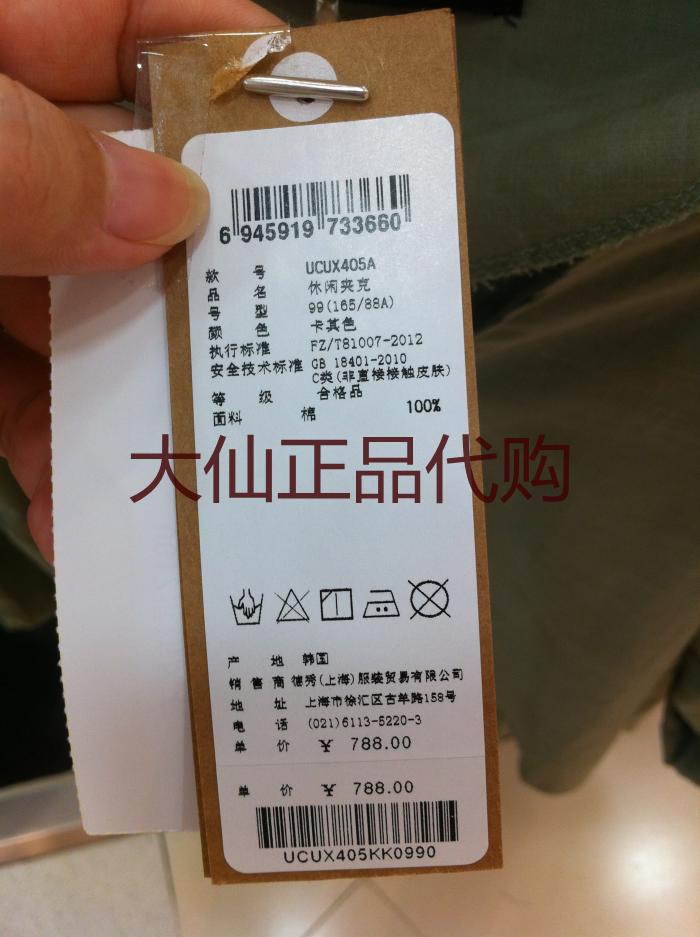 6 945919 733660
款 号 UCUX405A
品 名 休闲夹克
号 型 99(165/88A)
颜 色 卡其色
执行标准 FZ/T81007-2012
安全技术标准 GB 18401-2010
C类(非直接接触皮肤)
等 级 合格品
面料 棉 100%
大仙正品代购
产 地 韩国
销 售 商 德秀(上海)服装贸易有限公司
地 址 上海市徐汇区古羊路158号
电 话 (021)6113-5220-3
单 价 ¥ 788.00
单 价 ¥ 788.00
UCUX405KK0990